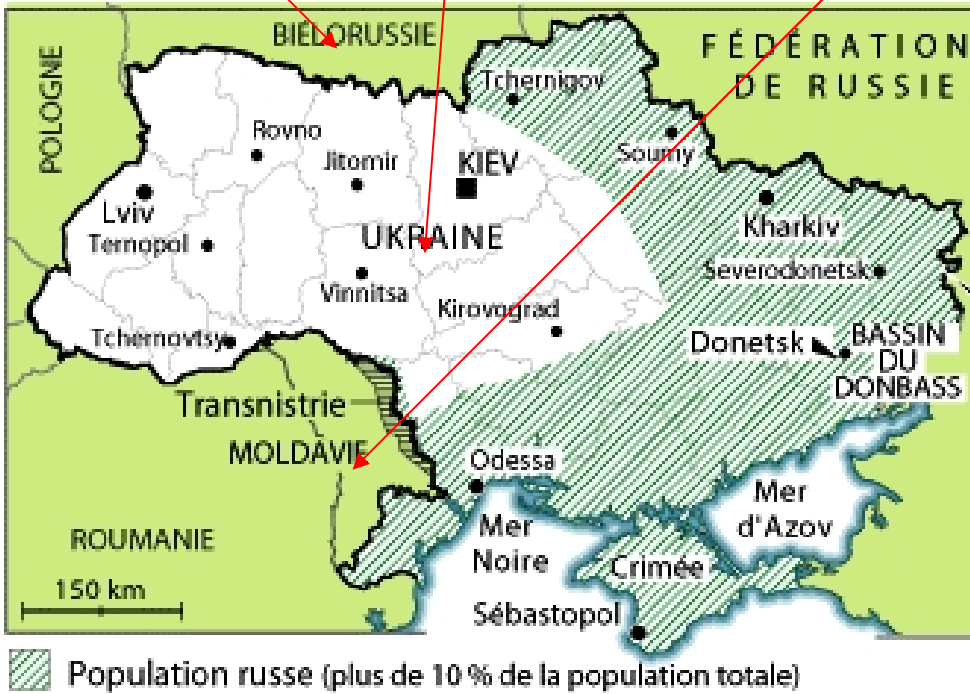 BIÉLORUSSIE
FÉDÉRATION
DE RUSSIE
POLOGNE
Tchernigov
Rovno
Jitomir
KIEV
Soumy
Lviv
Kharkiv
Ternopol
UKRAINE
Severodonetsk
Vinnitsa
Kirovograd
Tchernovtsy
Donetsk
BASSIN
DU
DONBASS
Transnistrie
MOLDAVIE
Odessa
Mer
d'Azov
Mer
Noire
ROUMANIE
Crimée
150 km
Sébastopol
Population russe (plus de 10 % de la population totale)